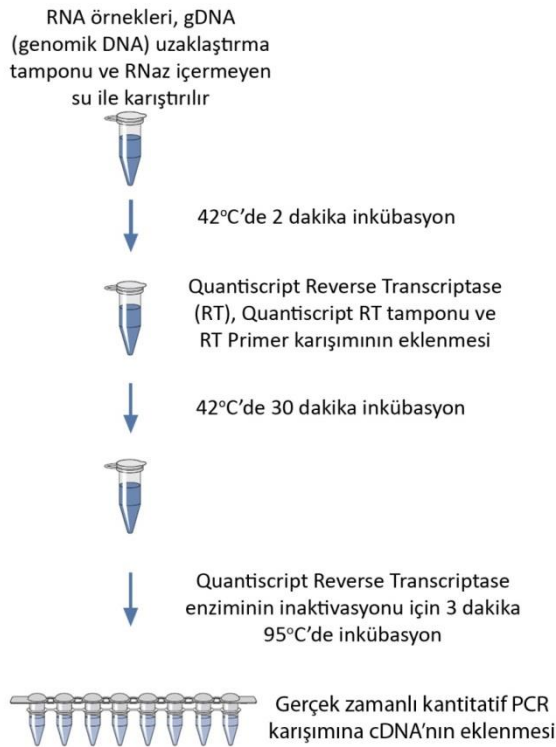 RNA örnekleri, gDNA
(genomik DNA) uzaklaştırma
tamponu ve RNaz içermeyen
su ile karıştırılır
42°C’de 2 dakika inkübasyon
Quantiscript Reverse Transcriptase
(RT), Quantiscript RT tamponu ve
RT Primer karışımının eklenmesi
42°C’de 30 dakika inkübasyon
Quantiscript Reverse Transcriptase
enziminin inaktivasyonu için 3 dakika
95°C’de inkübasyon
Gerçek zamanlı kantitatif PCR
karışımına cDNA’nın eklenmesi